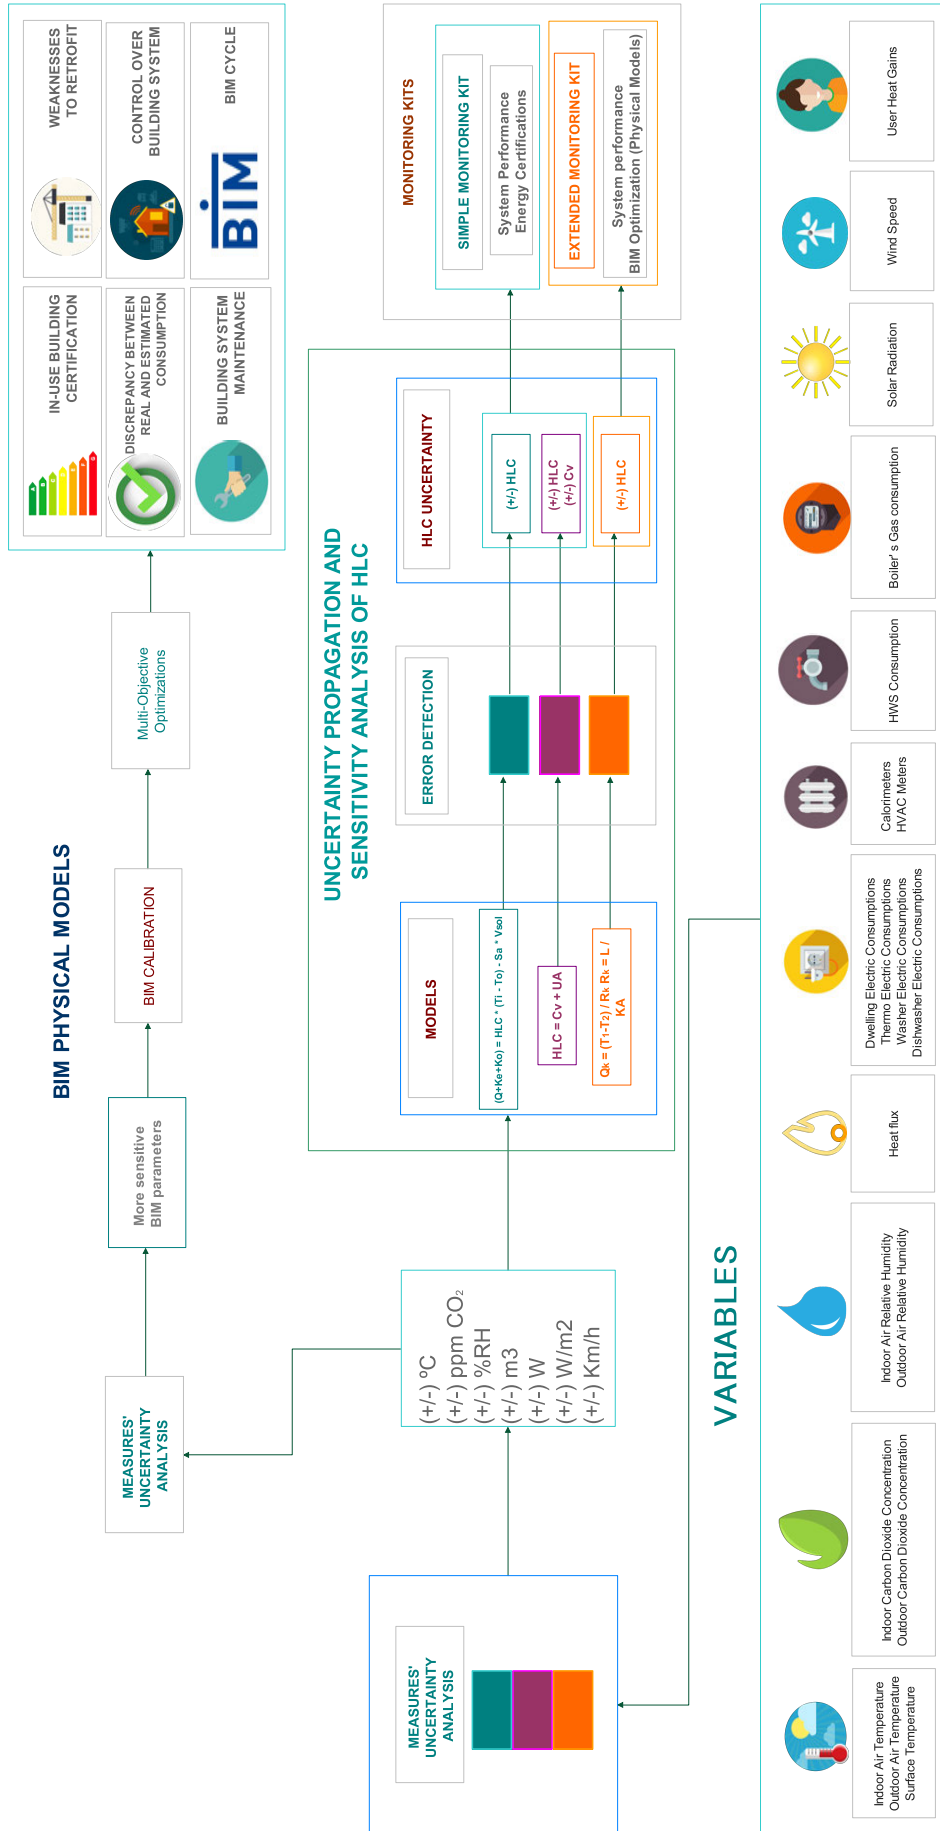 BIM PHYSICAL MODELS
MEASURES'
UNCERTAINTY
ANALYSIS
More sensitive
BIM parameters
BIM CALIBRATION
Multi-Objective
Optimizations
IN-USE BUILDING
CERTIFICATION
WEAKNESSES
TO RETROFIT
DISCREPANCY BETWEEN
REAL AND ESTIMATED
CONSUMPTION
CONTROL OVER
BUILDING SYSTEM
BUILDING SYSTEM
MAINTENANCE
BIM
BIM CYCLE
MEASURES'
UNCERTAINTY
ANALYSIS
(+/-) ºC
(+/-) ppm CO₂
(+/-) %RH
(+/-) m3
(+/-) W
(+/-) W/m2
(+/-) Km/h
UNCERTAINTY PROPAGATION AND
SENSITIVITY ANALYSIS OF HLC
MODELS
(Q+Ke+Ko) = HLC * (Ti - To) - Sa * Vsol
HLC = Cv + UA
Qk = (T1-T2) / Rk Rk = L /
KA
ERROR DETECTION
HLC UNCERTAINTY
(+/-) HLC
(+/-) HLC
(+/-) Cv
(+/-) HLC
MONITORING KITS
SIMPLE MONITORING KIT
System Performance
Energy Certifications
EXTENDED MONITORING KIT
System performance
BIM Optimization (Physical Models)
VARIABLES
Indoor Air Temperature
Outdoor Air Temperature
Surface Temperature
Indoor Carbon Dioxide Concentration
Outdoor Carbon Dioxide Concentration
Indoor Air Relative Humidity
Outdoor Air Relative Humidity
Heat flux
Dwelling Electric Consumptions
Thermo Electric Consumptions
Washer Electric Consumptions
Dishwasher Electric Consumptions
Calorimeters
HVAC Meters
HWS Consumption
Boiler' s Gas consumption
Solar Radiation
Wind Speed
User Heat Gains